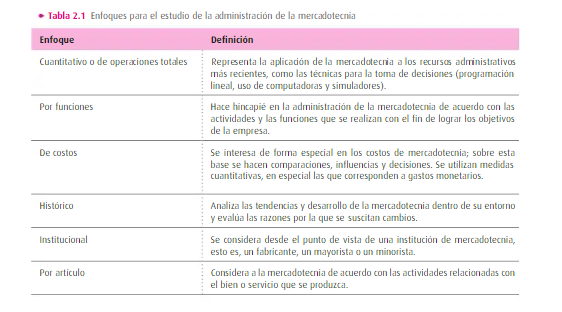 Tabla 2.1 Enfoques para el estudio de la administración de la mercadotecnia
Enfoque Definición
Cuantitativo o de operaciones totales Representa la aplicación de la mercadotecnia a los recursos administrativos
más recientes, como las técnicas para la toma de decisiones (programación
lineal, uso de computadoras y simuladores).
Por funciones Hace hincapié en la administración de la mercadotecnia de acuerdo con las
actividades y las funciones que se realizan con el fin de lograr los objetivos
de la empresa.
De costos Se interesa de forma especial en los costos de mercadotecnia; sobre esta
base se hacen comparaciones, influencias y decisiones. Se utilizan medidas
cuantitativas, en especial las que corresponden a gastos monetarios.
Histórico Analiza las tendencias y desarrollo de la mercadotecnia dentro de su entorno
y evalúa las razones por la que se suscitan cambios.
Institucional Se considera desde el punto de vista de una institución de mercadotecnia,
esto es, un fabricante, un mayorista o un minorista.
Por artículo Considera a la mercadotecnia de acuerdo con las actividades relacionadas con
el bien o servicio que se produzca.